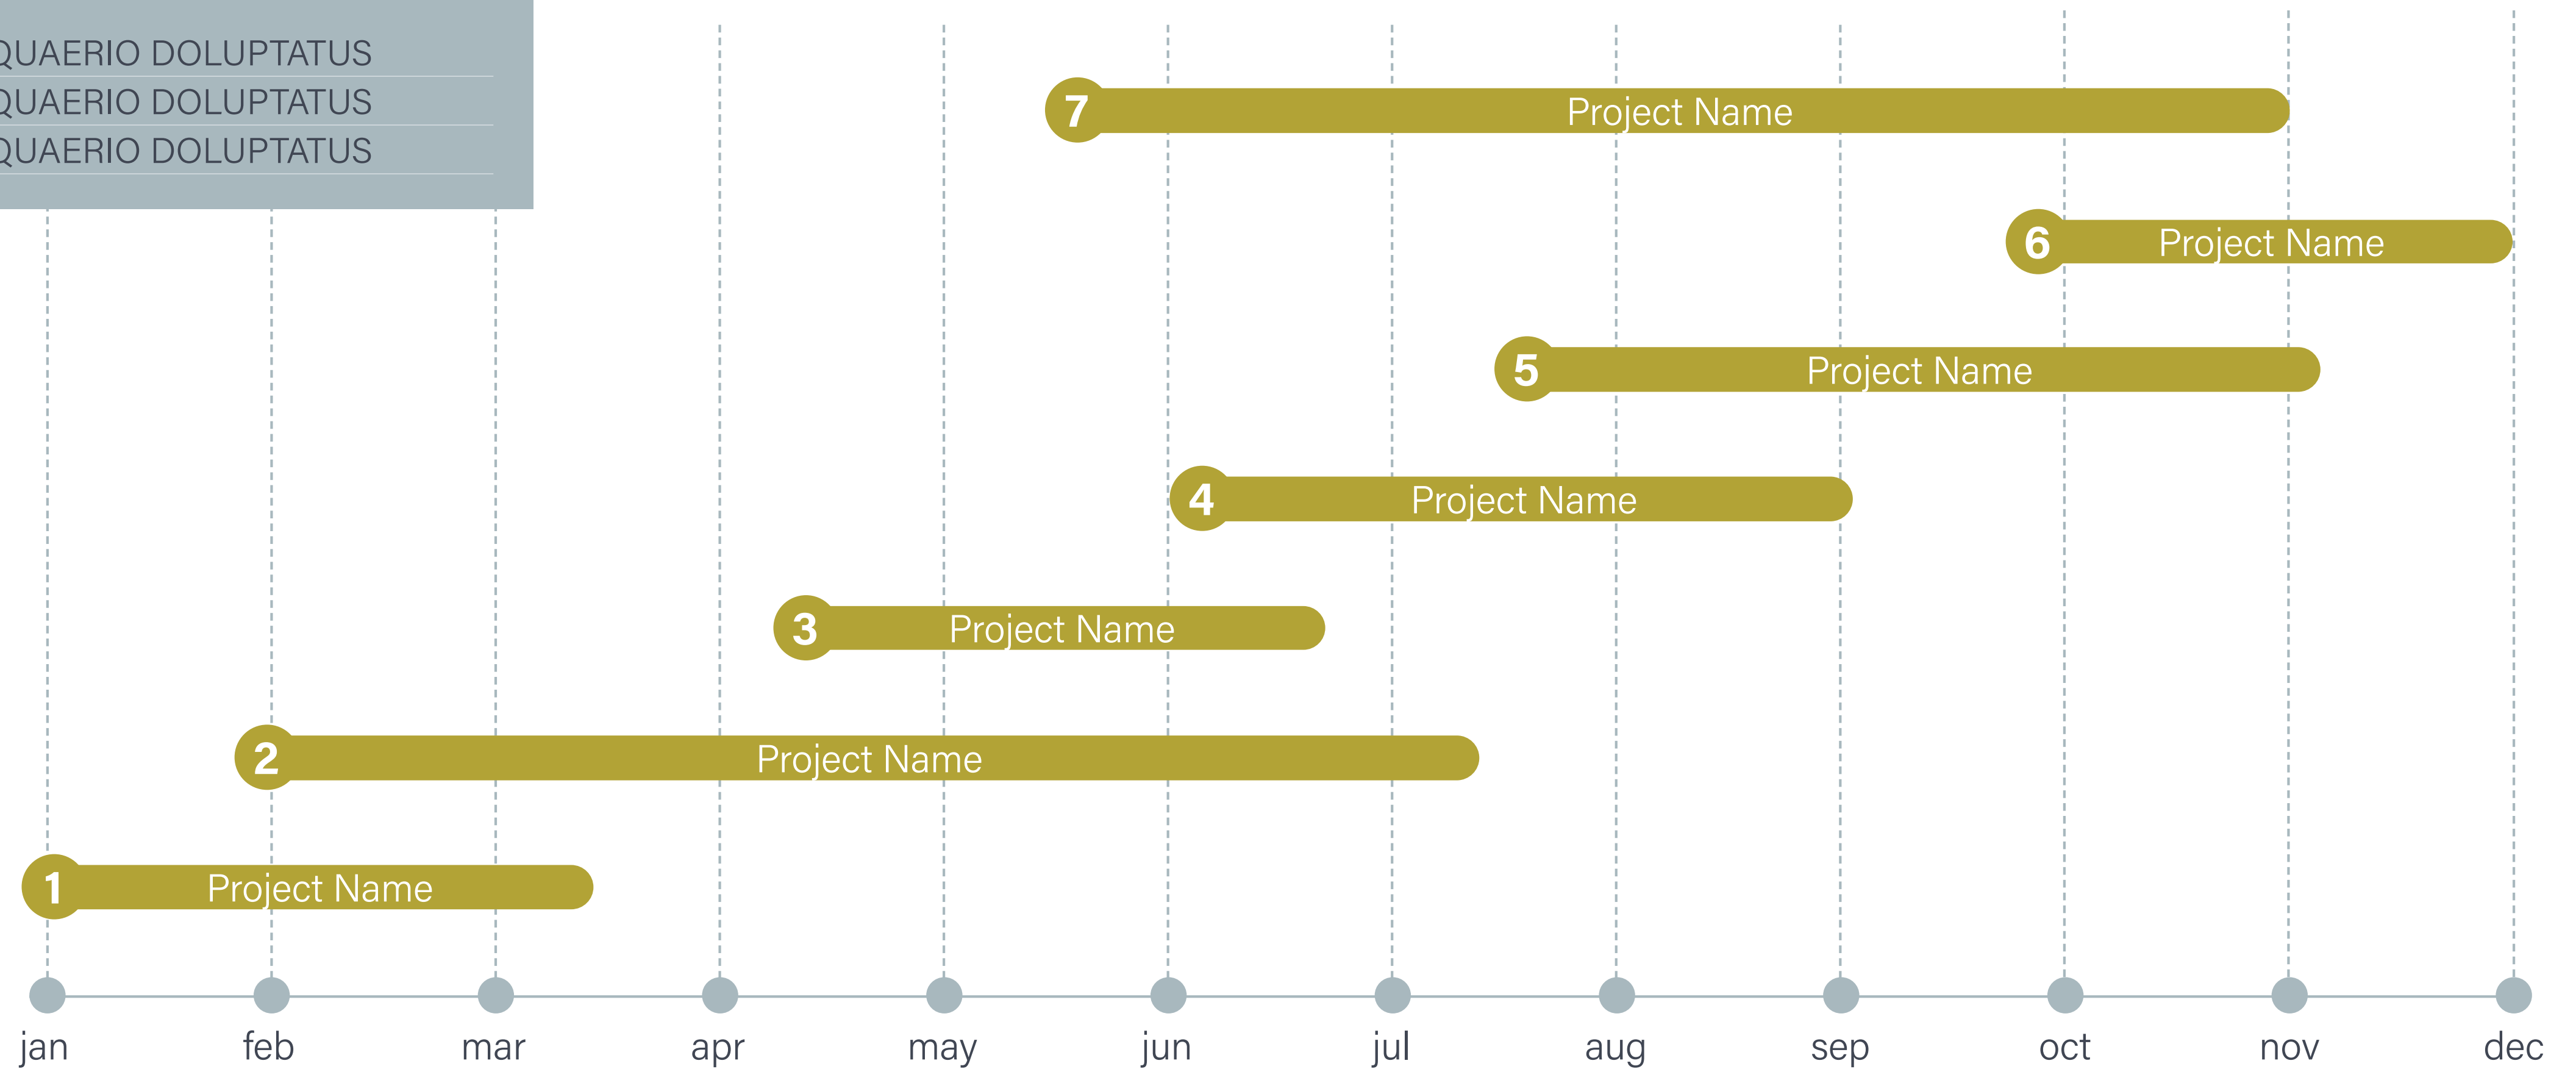 QUAERIO DOLUPTATUS
QUAERIO DOLUPTATUS
QUAERIO DOLUPTATUS
7 Project Name
6 Project Name
5 Project Name
4 Project Name
3 Project Name
2 Project Name
1 Project Name
jan feb mar apr may jun jul aug sep oct nov dec